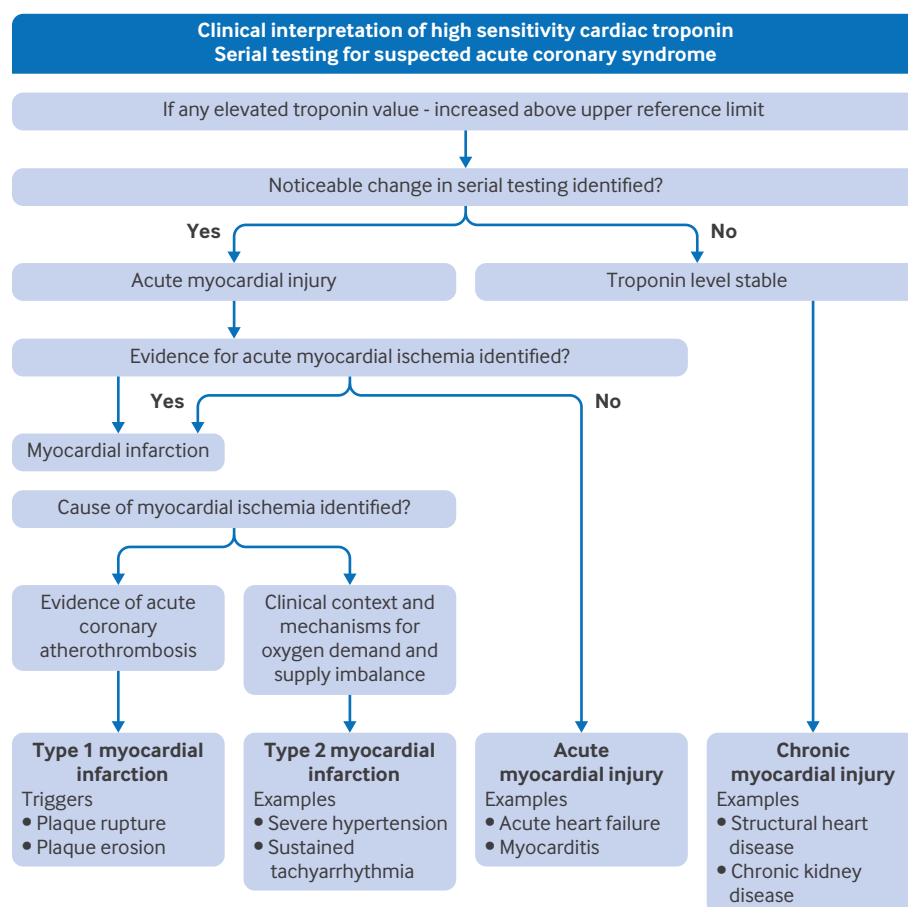 Clinical interpretation of high sensitivity cardiac troponin
Serial testing for suspected acute coronary syndrome
If any elevated troponin value - increased above upper reference limit
Noticeable change in serial testing identified?
Yes
No
Acute myocardial injury
Troponin level stable
Evidence for acute myocardial ischemia identified?
Yes
No
Myocardial infarction
Cause of myocardial ischemia identified?
Evidence of acute
coronary
atherothrombosis
Clinical context and
mechanisms for
oxygen demand and
supply imbalance
Type 1 myocardial
infarction
Triggers
• Plaque rupture
• Plaque erosion
Type 2 myocardial
infarction
Examples
• Severe hypertension
• Sustained
tachyarrhythmia
Acute
myocardial injury
Examples
• Acute heart failure
• Myocarditis
Chronic
myocardial injury
Examples
• Structural heart
disease
• Chronic kidney
disease